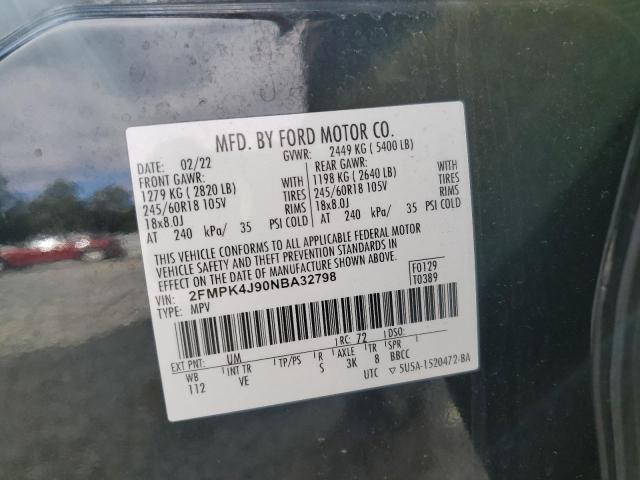 MFD. BY FORD MOTOR CO.
DATE: 02/22 GVWR: 2449 KG ( 5400 LB)
FRONT GAWR: REAR GAWR:
1279 KG ( 2820 LB) WITH 1198 KG ( 2640 LB) WITH
245/60R18 105V TIRES 245/60R18 105V TIRES
18x8.0J RIMS 18x8.0J RIMS
AT 240 kPa/ 35 PSI COLD AT 240 kPa/ 35 PSI COLD
THIS VEHICLE CONFORMS TO ALL APPLICABLE FEDERAL MOTOR
VEHICLE SAFETY AND THEFT PREVENTION STANDARDS IN
EFFECT ON THE DATE OF MANUFACTURE SHOWN ABOVE.
VIN: 2FMPK4J90NBA32798 F0129
TYPE: MPV T0389
EXT PNT: UM RC: 72 DSO:
WB INT TR TP/PS R AXLE TR SPR
112 VE S 3K 8 BBCC
UTC ▽ 5U5A-1520472-BA